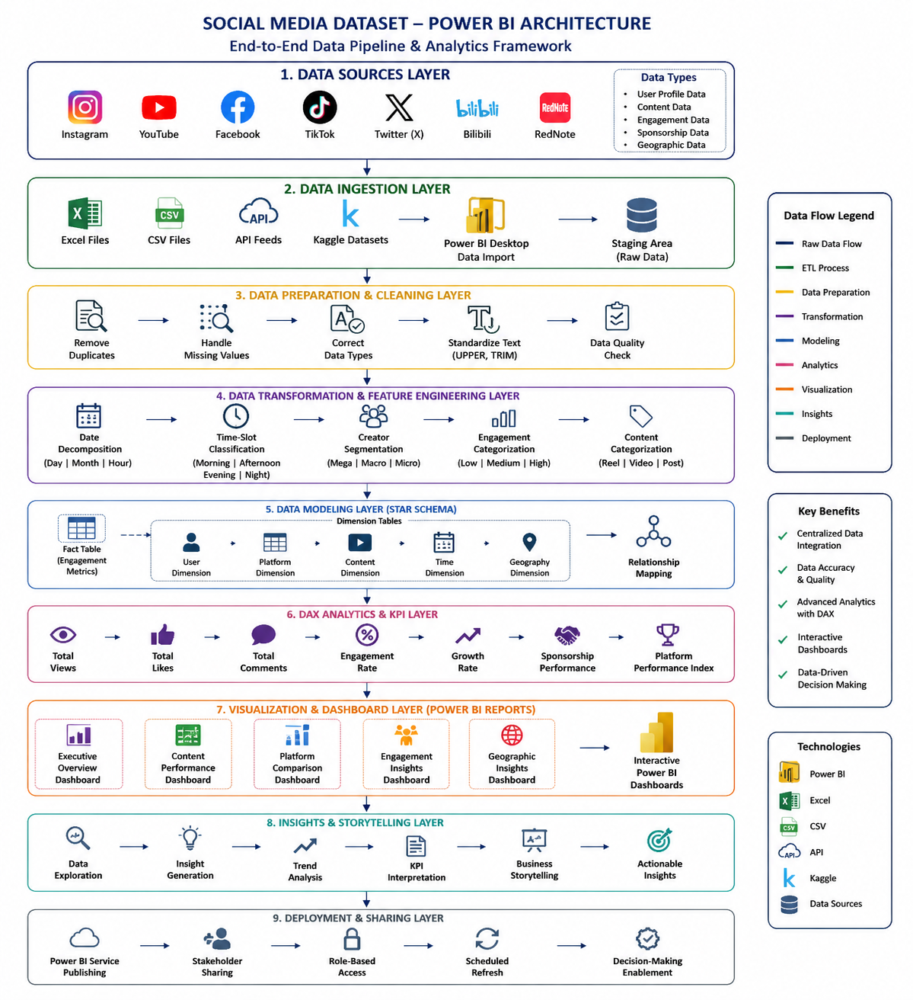 SOCIAL MEDIA DATASET – POWER BI ARCHITECTURE
End-to-End Data Pipeline & Analytics Framework
1. DATA SOURCES LAYER
Instagram
YouTube
Facebook
TikTok
Twitter (X)
bilibili
Bilibili
RedNote
RedNote
Data Types
• User Profile Data
• Content Data
• Engagement Data
• Sponsorship Data
• Geographic Data
2. DATA INGESTION LAYER
X
Excel Files
CSV
CSV Files
API
API Feeds
k
Kaggle Datasets
Power BI Desktop
Data Import
Staging Area
(Raw Data)
3. DATA PREPARATION & CLEANING LAYER
Remove
Duplicates
Handle
Missing Values
A
Correct
Data Types
Standardize Text
(UPPER, TRIM)
Data Quality
Check
4. DATA TRANSFORMATION & FEATURE ENGINEERING LAYER
Date
Decomposition
(Day | Month | Hour)
Time-Slot
Classification
(Morning | Afternoon
Evening | Night)
Creator
Segmentation
(Mega | Macro | Micro)
Engagement
Categorization
(Low | Medium | High)
Content
Categorization
(Reel | Video | Post)
5. DATA MODELING LAYER (STAR SCHEMA)
Fact Table
(Engagement
Metrics)
Dimension Tables
User
Dimension
Platform
Dimension
Content
Dimension
Time
Dimension
Geography
Dimension
Relationship
Mapping
6. DAX ANALYTICS & KPI LAYER
Total
Views
Total
Likes
Total
Comments
%
Engagement
Rate
Growth
Rate
Sponsorship
Performance
Platform
Performance Index
7. VISUALIZATION & DASHBOARD LAYER (POWER BI REPORTS)
Executive
Overview
Dashboard
Content
Performance
Dashboard
Platform
Comparison
Dashboard
Engagement
Insights
Dashboard
Geographic
Insights
Dashboard
Interactive
Power BI
Dashboards
8. INSIGHTS & STORYTELLING LAYER
Data
Exploration
Insight
Generation
Trend
Analysis
KPI
Interpretation
Business
Storytelling
Actionable
Insights
9. DEPLOYMENT & SHARING LAYER
Power BI Service
Publishing
Stakeholder
Sharing
Role-Based
Access
Scheduled
Refresh
Decision-Making
Enablement
Data Flow Legend
Raw Data Flow
ETL Process
Data Preparation
Transformation
Modeling
Analytics
Visualization
Insights
Deployment
Key Benefits
Centralized Data
Integration
Data Accuracy
& Quality
Advanced Analytics
with DAX
Interactive
Dashboards
Data-Driven
Decision Making
Technologies
Power BI
X
Excel
CSV
CSV
API
API
k
Kaggle
Data Sources